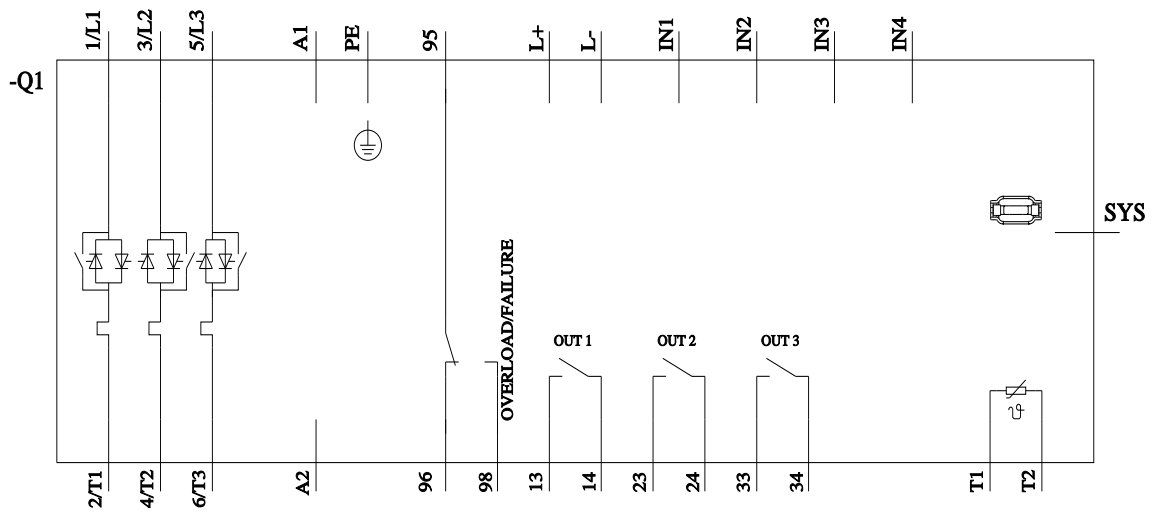 1/L1
3/L2
5/L3
A1
PE
95
L+
L-
IN1
IN2
IN3
IN4
-Q1
SYS
OVERLOAD/FAILURE
OUT 1
OUT 2
OUT 3
ϑ
2/T1
4/T2
6/T3
A2
96
98
13
14
23
24
33
34
T1
T2